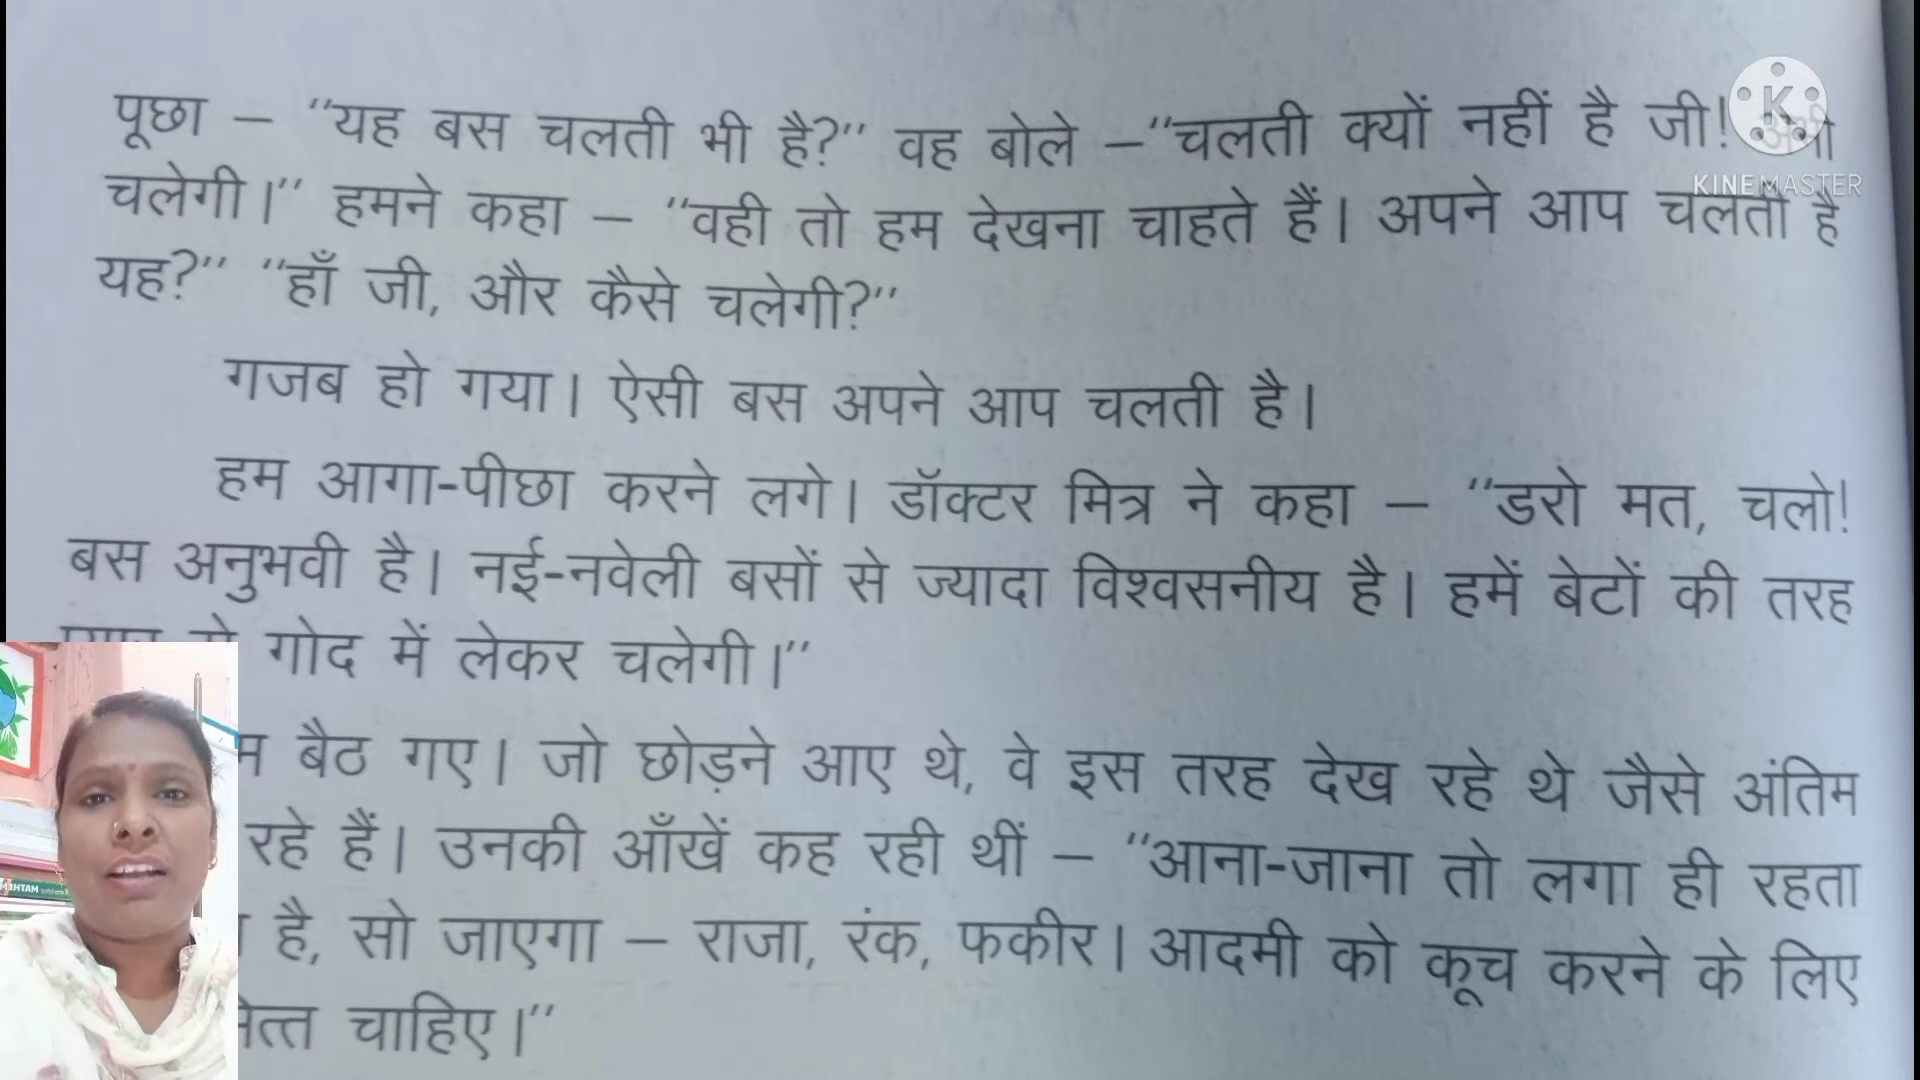 पूछा – "यह बस चलती भी है?" वह बोले –"चलती क्यों नहीं है जी!
KINEMASTER
चलेगी।" हमने कहा – "वही तो हम देखना चाहते हैं। अपने आप चलती है
यह?" "हाँ जी, और कैसे चलेगी?"
गजब हो गया। ऐसी बस अपने आप चलती है।
हम आगा-पीछा करने लगे। डॉक्टर मित्र ने कहा – "डरो मत, चलो!
बस अनुभवी है। नई-नवेली बसों से ज्यादा विश्वसनीय है। हमें बेटों की तरह
गोद में लेकर चलेगी।"
बैठ गए। जो छोड़ने आए थे, वे इस तरह देख रहे थे जैसे अंतिम
रहे हैं। उनकी आँखें कह रही थीं – "आना-जाना तो लगा ही रहता
है, सो जाएगा – राजा, रंक, फकीर। आदमी को कूच करने के लिए
चाहिए।"